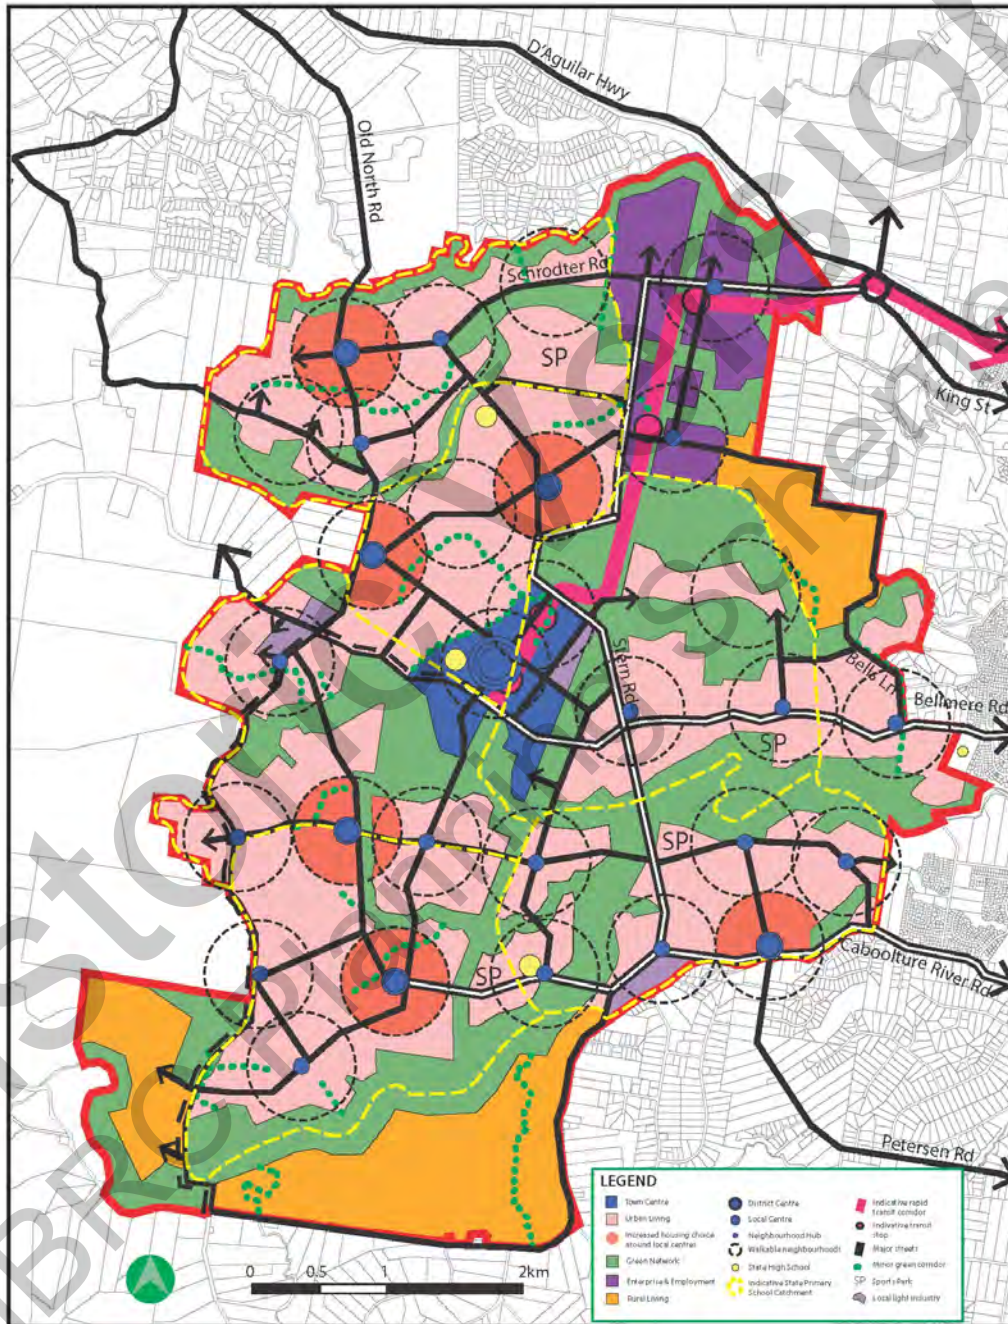 D'Aguilar Hwy
Old North Rd
Schrodter Rd
SP
King St
Stern Rd
Bells Ln
Bellmere Rd
SP
SP
SP
Caboolture River Rd
Petersen Rd
0 0.5 1 2km
LEGEND
Town Centre
Urban Living
Increased housing choice
around local centres
Green Network
Enterprise & Employment
Rural Living
District Centre
Local Centre
Neighbourhood Hub
Walkable neighbourhoods
State High School
Indicative State Primary
School Catchment
Indicative rapid
transit corridor
Indivative transit
stop
Major streets
Minor green corridor
SP Sports Park
Local light industry